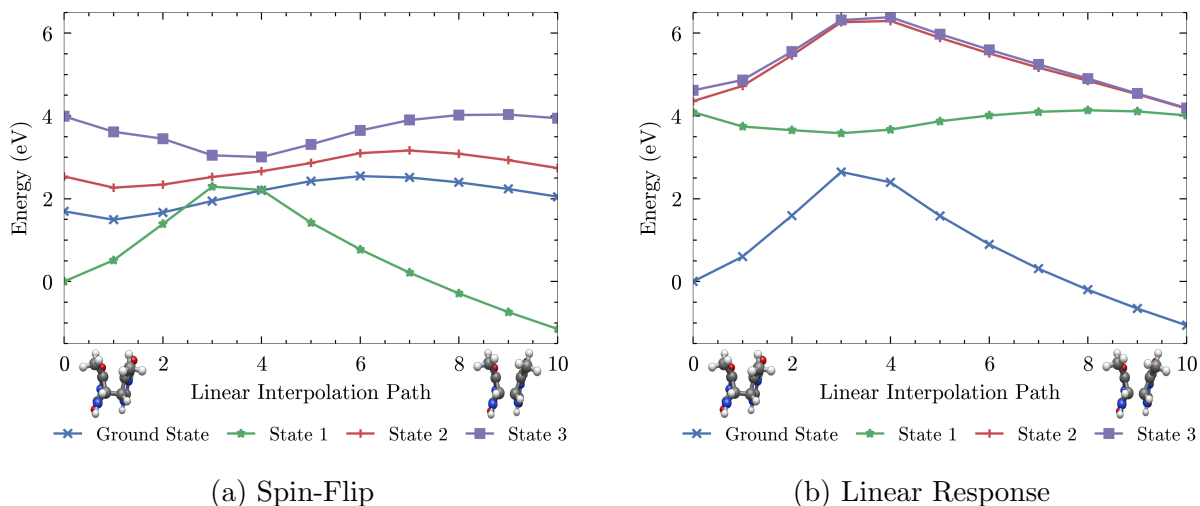 6
4
2
0
Energy (eV)
0 2 4 6 8 10
Linear Interpolation Path
Ground State State 1 State 2 State 3
(a) Spin-Flip
6
4
2
0
Energy (eV)
0 2 4 6 8 10
Linear Interpolation Path
Ground State State 1 State 2 State 3
(b) Linear Response